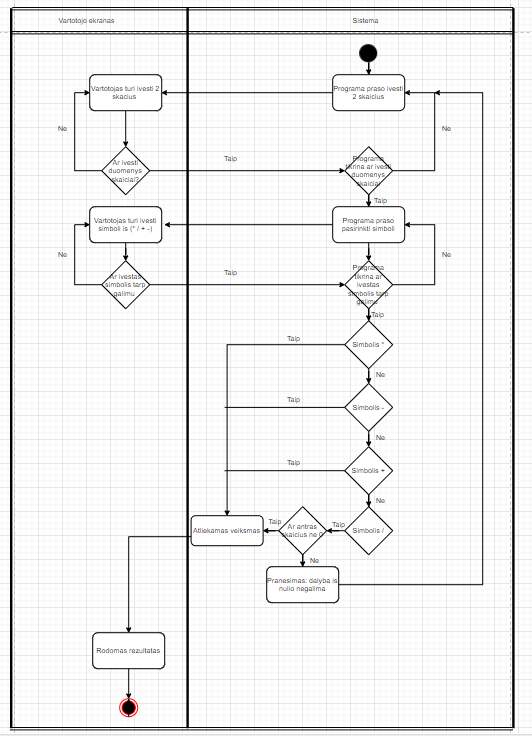 Vartotojo ekranas
Sistema
Vartotojas turi ivesti 2
skacius
Programa praso ivesti
2 skaicius
Ne
Ne
Ar ivesti
duomenys
skaiciai?
Taip
Programa
tikrina ar ivesti
duomenys
skaiciai
Taip
Vartotojas turi ivesti
simboli is (* / + -)
Programa praso
pasirinkti simboli
Ne
Ne
Ar ivestas
simbolis tarp
galimu
Taip
Programa
tikrina ar
ivestas
simbolis tarp
galimu
Taip
Taip
Simbolis *
Ne
Taip
Simbolis -
Ne
Taip
Simbolis +
Ne
Atliekamas veiksmas
Taip
Ar antras
skaicius ne 0
Taip
Simbolis /
Ne
Pranesimas: dalyba is
nulio negalima
Rodomas rezultatas